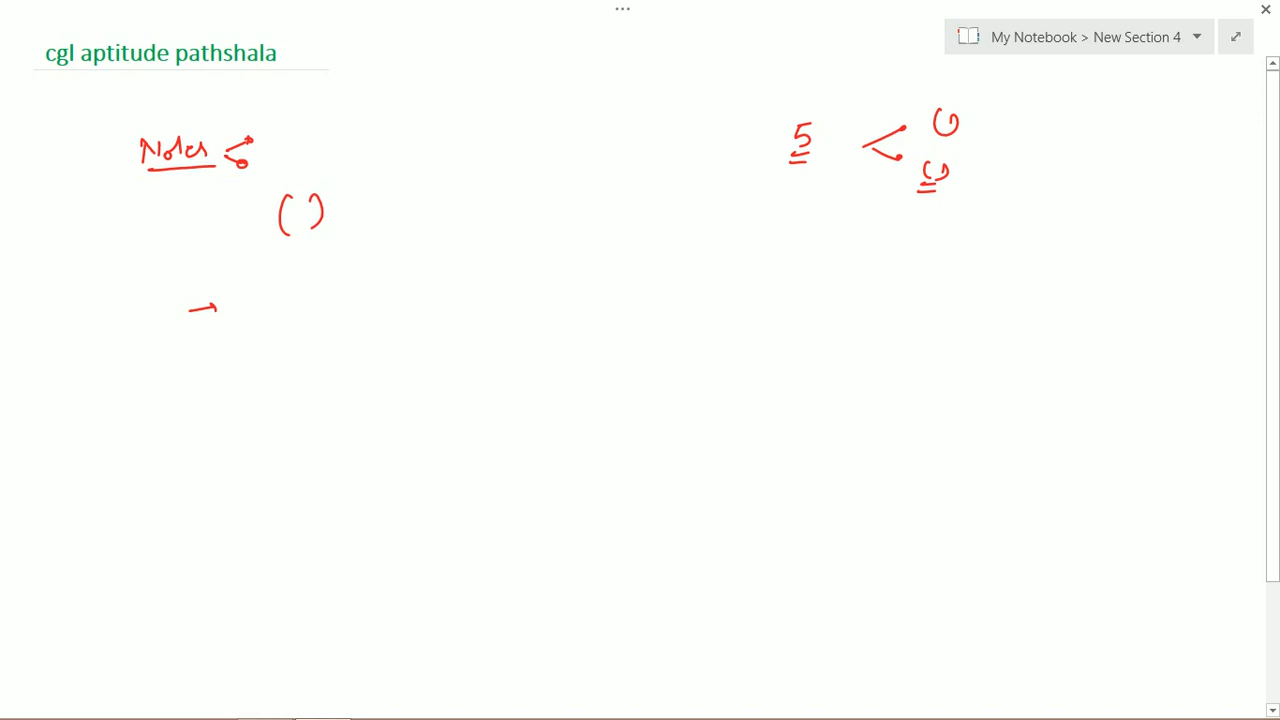 cgl aptitude pathshala
My Notebook > New Section 4
Notes
( )
5
()
()